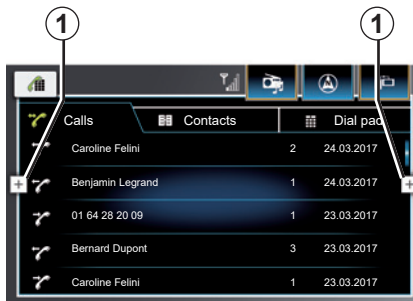 1 1
Calls Contacts Dial pad
Caroline Felini 2 24.03.2017
Benjamin Legrand 1 24.03.2017
01 64 28 20 09 1 23.03.2017
Bernard Dupont 3 23.03.2017
Caroline Felini 1 23.03.2017